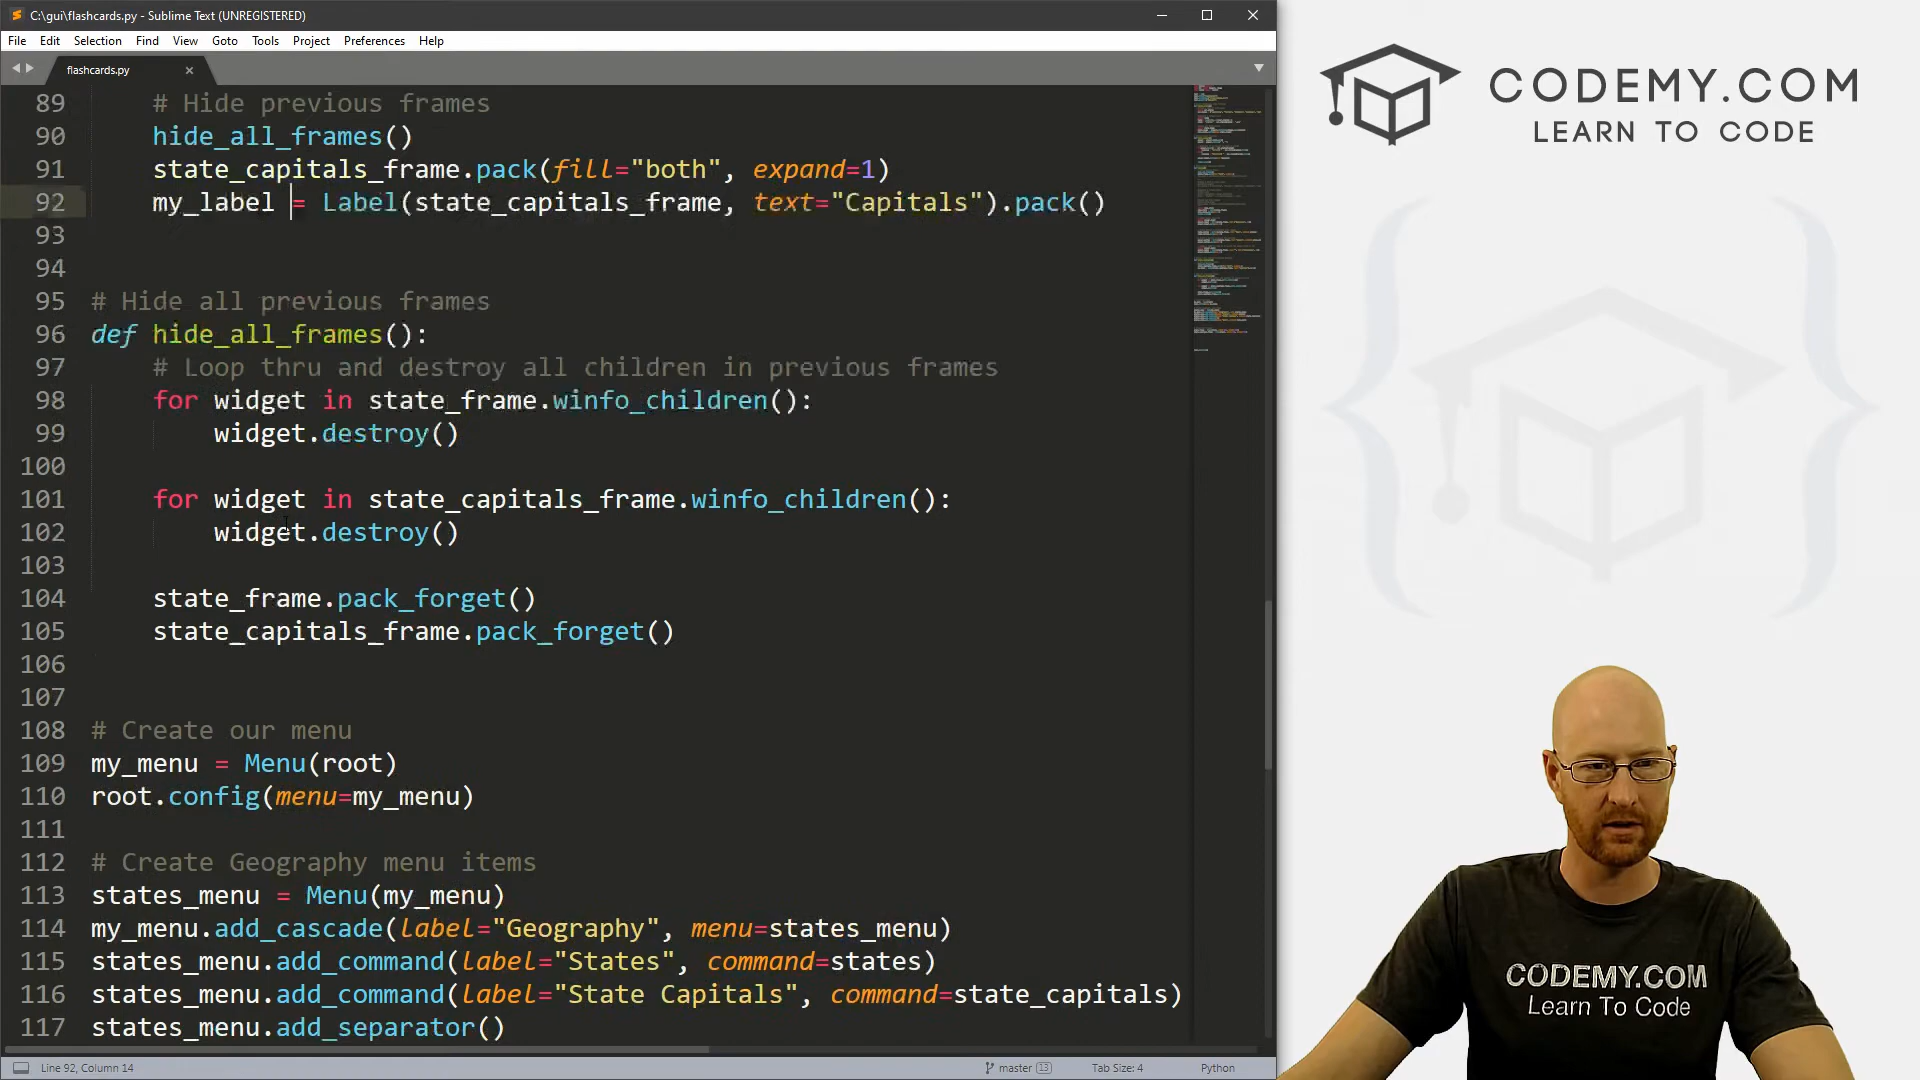 C:\gui\flashcards.py - Sublime Text (UNREGISTERED)
File Edit Selection Find View Goto Tools Project Preferences Help
flashcards.py
89 # Hide previous frames
90 hide_all_frames()
91 state_capitals_frame.pack(fill="both", expand=1)
92 my_label = Label(state_capitals_frame, text="Capitals").pack()
93
94
95 # Hide all previous frames
96 def hide_all_frames():
97 # Loop thru and destroy all children in previous frames
98 for widget in state_frame.winfo_children():
99 widget.destroy()
100
101 for widget in state_capitals_frame.winfo_children():
102 widget.destroy()
103
104 state_frame.pack_forget()
105 state_capitals_frame.pack_forget()
106
107
108 # Create our menu
109 my_menu = Menu(root)
110 root.config(menu=my_menu)
111
112 # Create Geography menu items
113 states_menu = Menu(my_menu)
114 my_menu.add_cascade(label="Geography", menu=states_menu)
115 states_menu.add_command(label="States", command=states)
116 states_menu.add_command(label="State Capitals", command=state_capitals)
117 states_menu.add_separator()
Line 92, Column 14
master 13
Tab Size: 4
Python
CODEMY.COM
LEARN TO CODE
CODEMY.COM
Learn To Code